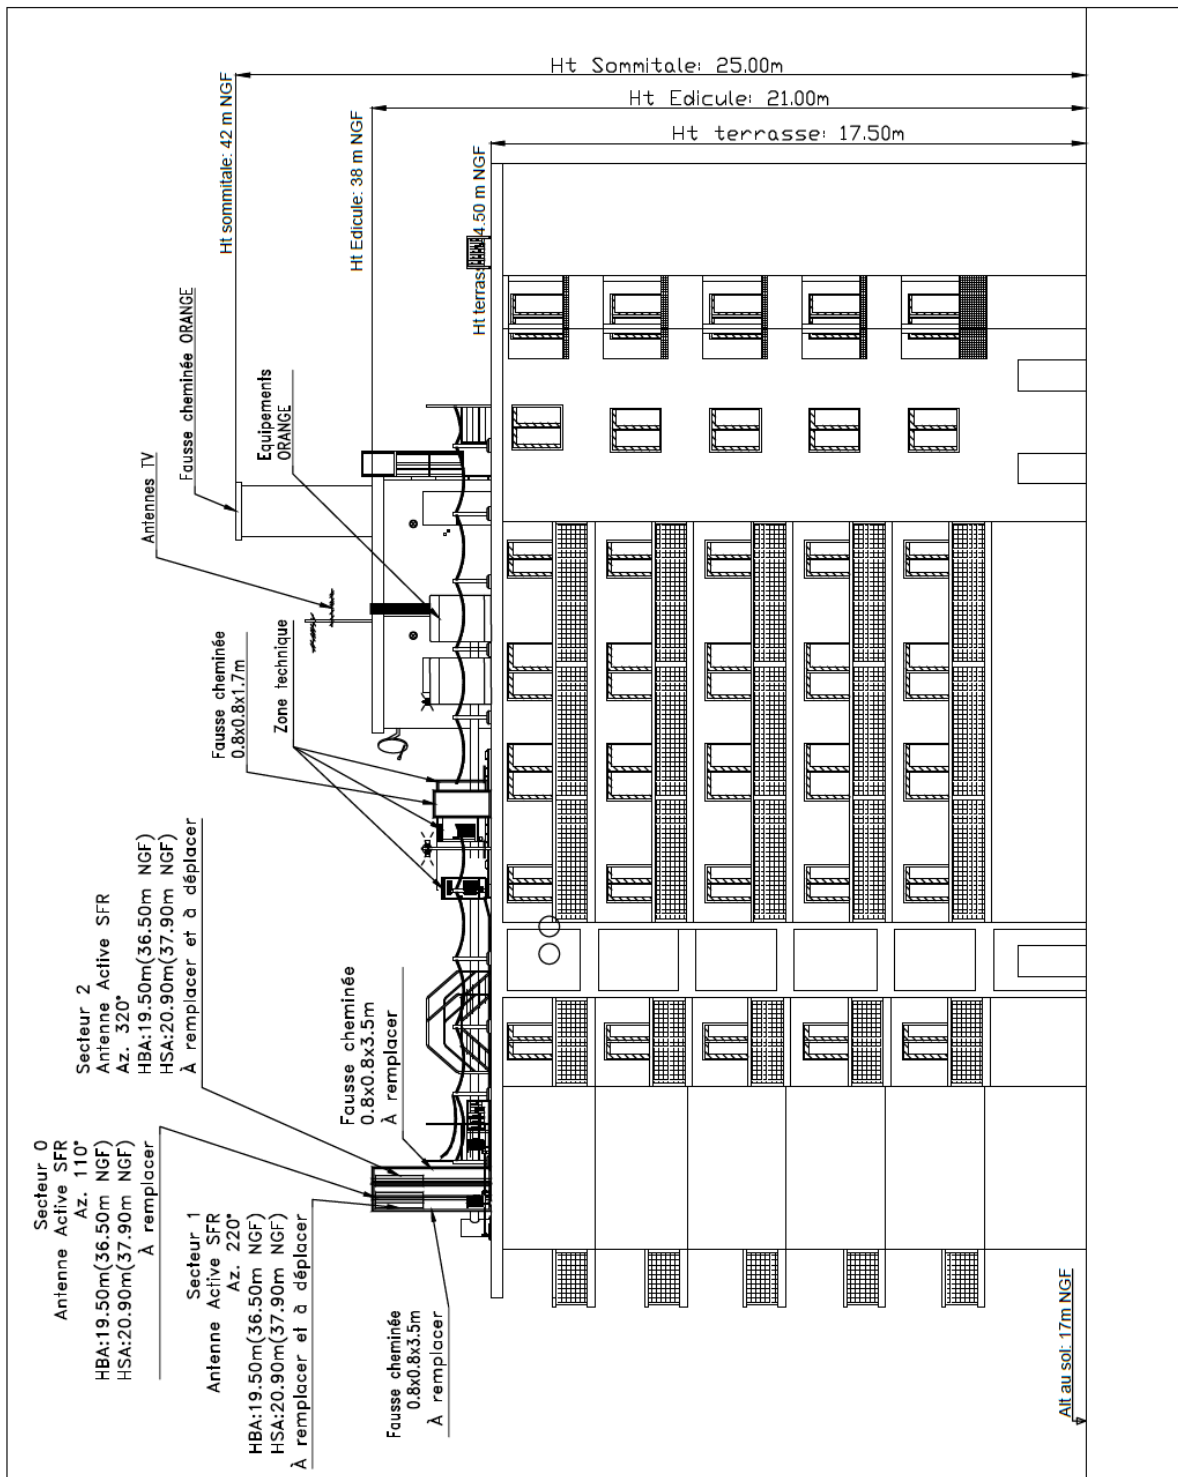 Ht Sommitale: 25.00m
Ht Edicule: 21.00m
Ht terrasse: 17.50m
Ht sommitale: 42 m NGF
Ht Edicule: 38 m NGF
Ht terrass 4.50 m NGF
Fausse cheminée ORANGE
Antennes TV
Equipements
ORANGE
Fausse cheminée
0.8x0.8x1.7m
Zone technique
Secteur 2
Antenne Active SFR
Az. 320°
HBA:19.50m(36.50m NGF)
HSA:20.90m(37.90m NGF)
À remplacer et à déplacer
Fausse cheminée
0.8x0.8x3.5m
À remplacer
Secteur 0
Antenne Active SFR
Az. 110°
HBA:19.50m(36.50m NGF)
HSA:20.90m(37.90m NGF)
À remplacer
Secteur 1
Antenne Active SFR
Az. 220°
HBA:19.50m(36.50m NGF)
HSA:20.90m(37.90m NGF)
À remplacer et à déplacer
Fausse cheminée
0.8x0.8x3.5m
À remplacer
Alt au sol: 17m NGF